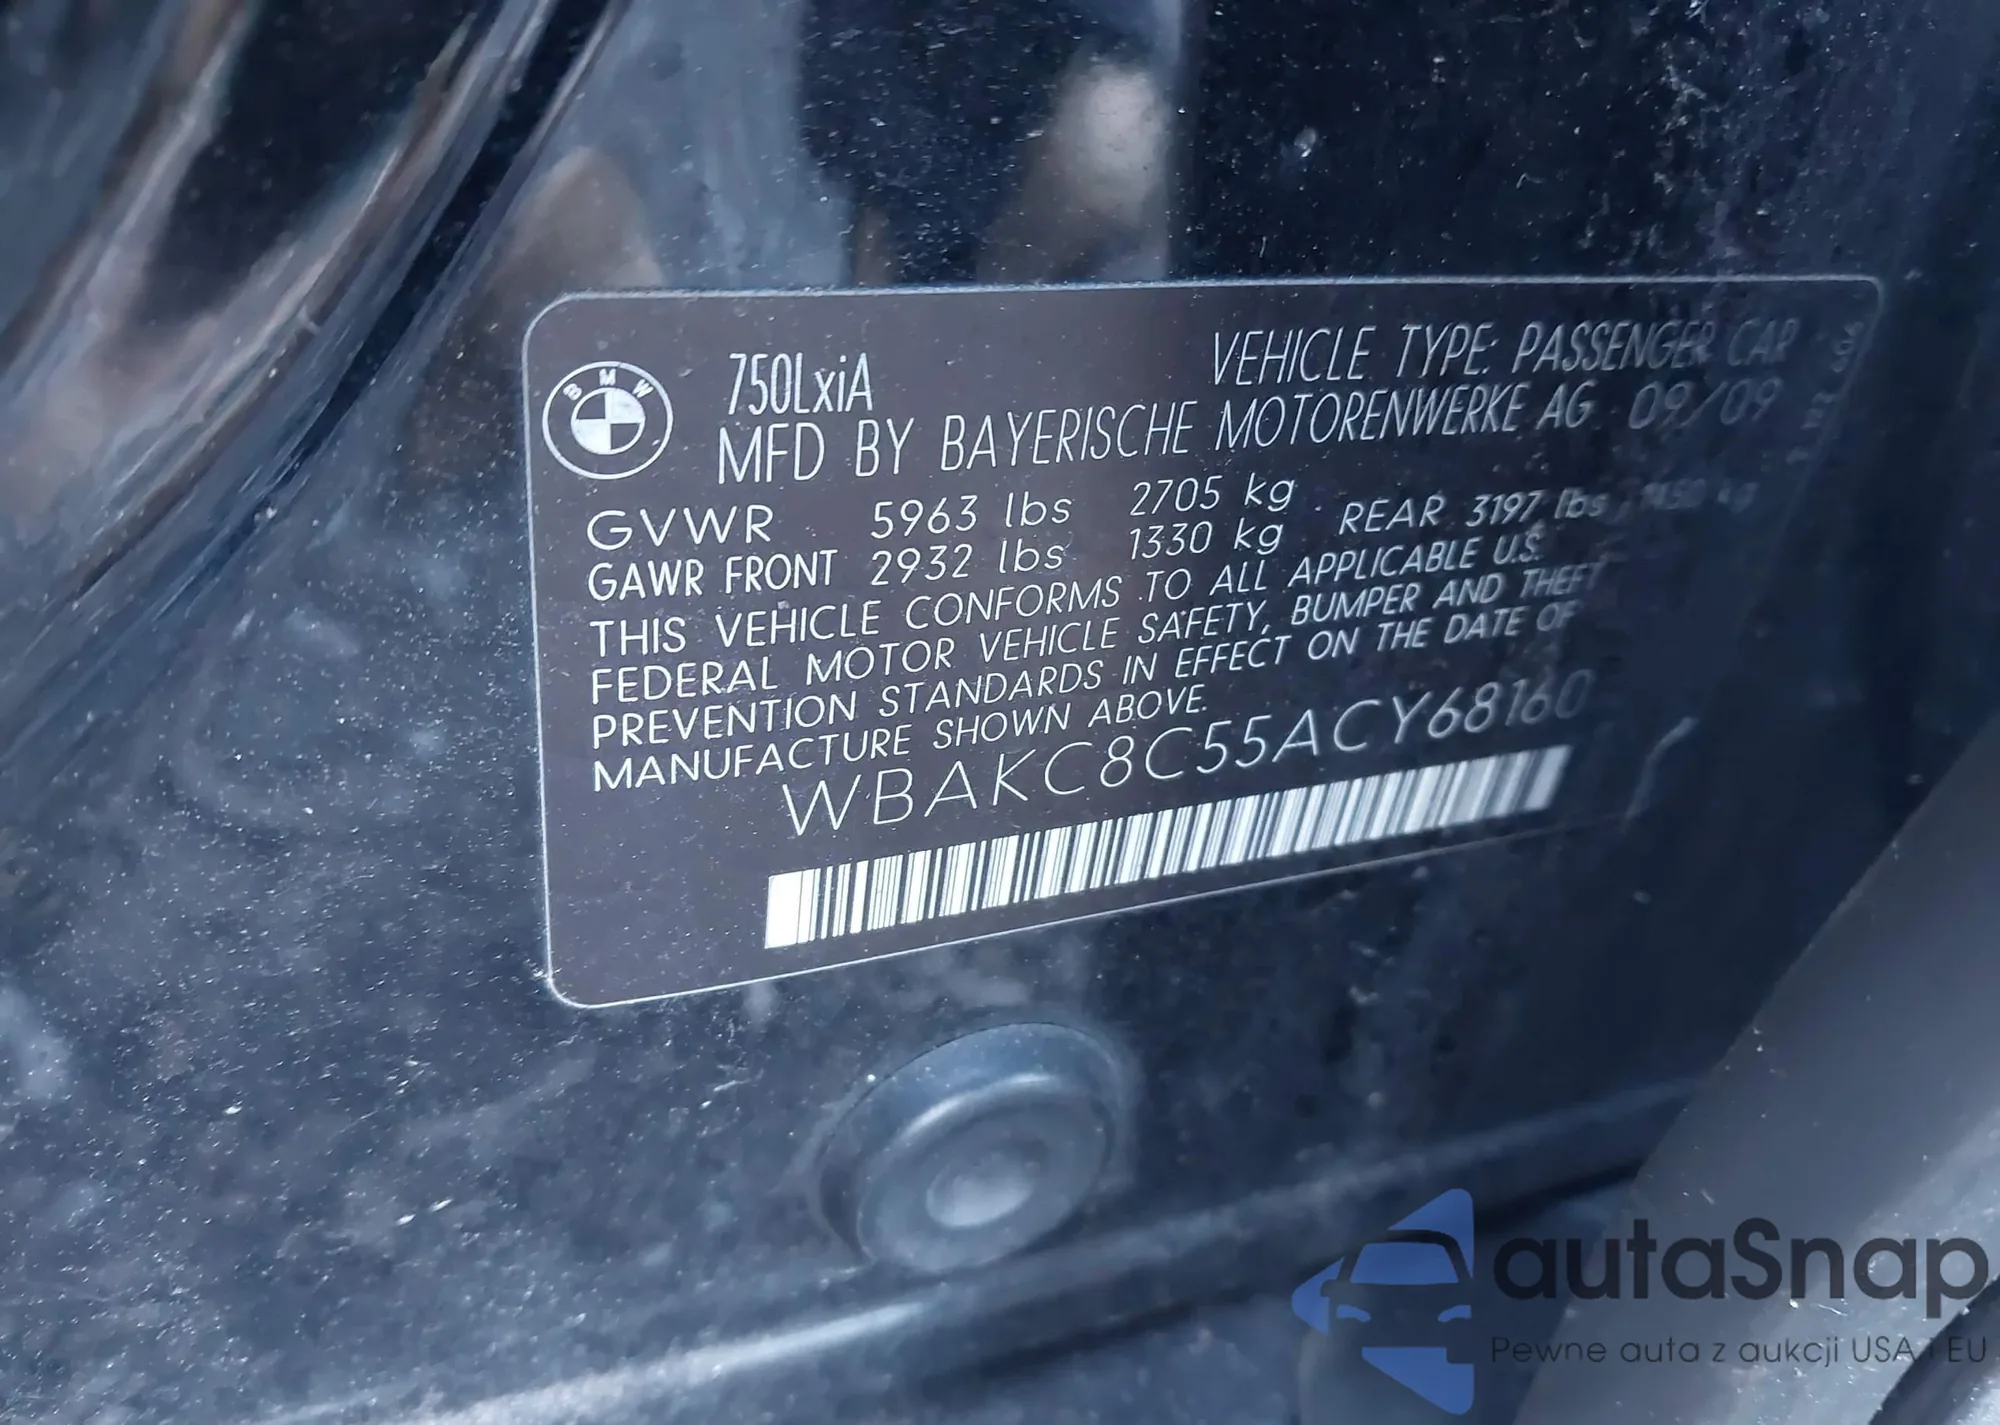 BMW
750LxiA
VEHICLE TYPE: PASSENGER CAR
MFD BY BAYERISCHE MOTORENWERKE AG 09/09
GVWR 5963 lbs 2705 kg
GAWR FRONT 2932 lbs 1330 kg REAR 3197 lbs 1450 kg
THIS VEHICLE CONFORMS TO ALL APPLICABLE U.S.
FEDERAL MOTOR VEHICLE SAFETY, BUMPER AND THEFT
PREVENTION STANDARDS IN EFFECT ON THE DATE OF
MANUFACTURE SHOWN ABOVE.
WBAKC8C55ACY68160
autaSnap
Pewne auta z aukcji USA i EU